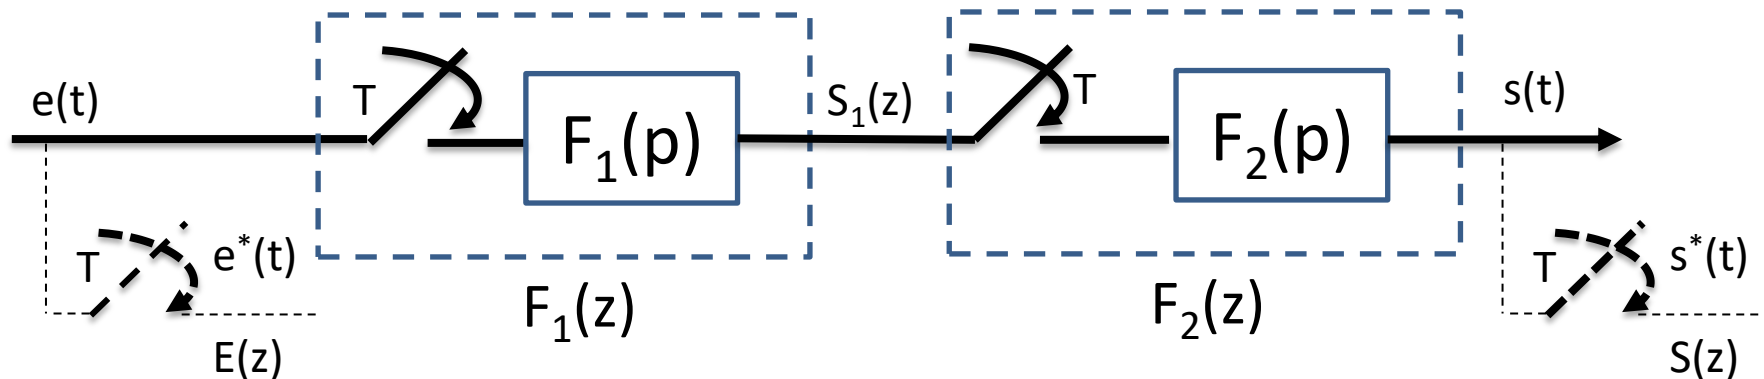 e(t)
T
F₁(p)
S₁(z)
T
F₂(p)
s(t)
T
e*(t)
E(z)
F₁(z)
F₂(z)
T
s*(t)
S(z)